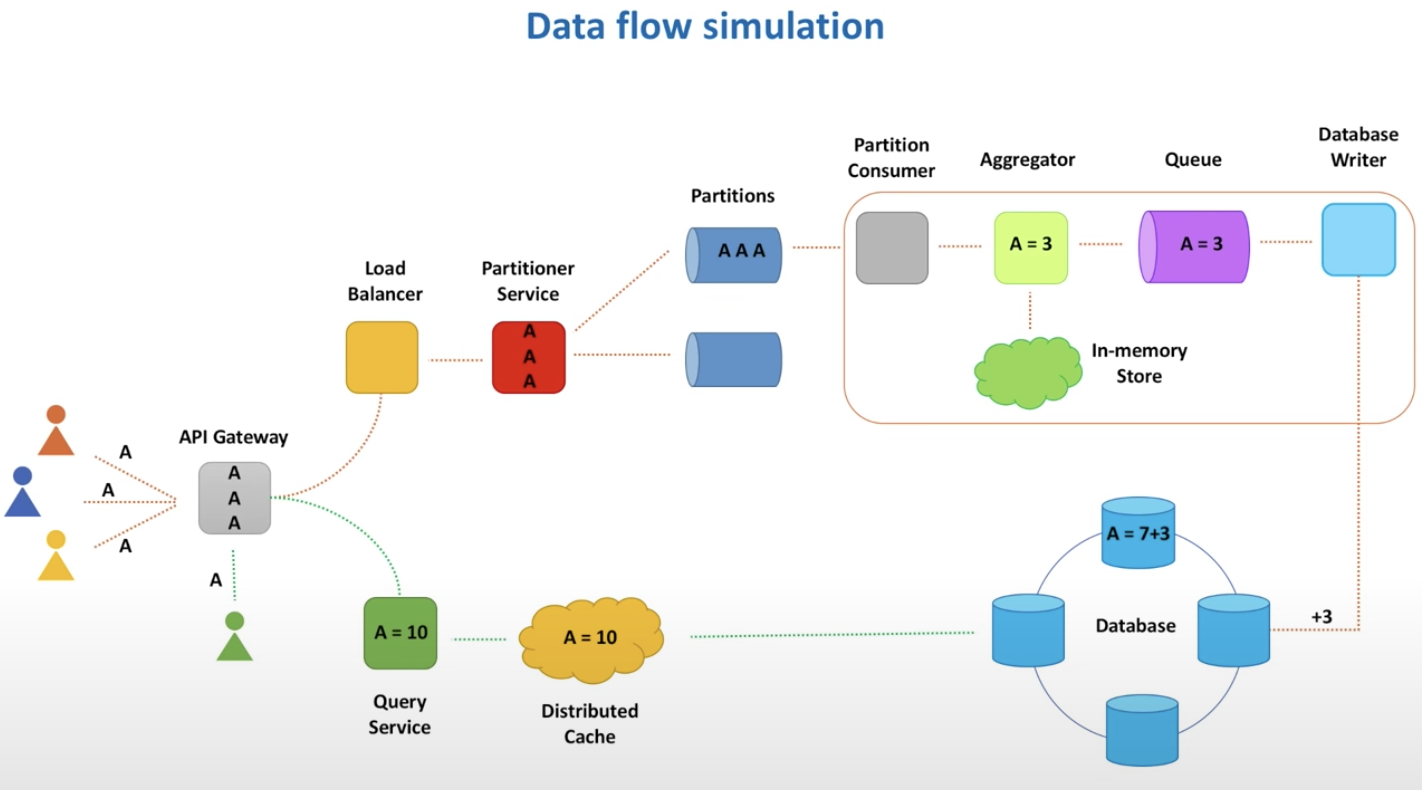 Data flow simulation
Database
Writer
Partition
Consumer
Aggregator
Queue
Partitions
A A A
A = 3
A = 3
Load
Balancer
Partitioner
Service
A
A
A
In-memory
Store
API Gateway
A
A
A
A
A
A
A
A = 10
Query
Service
A = 10
Distributed
Cache
A = 7+3
Database
+3